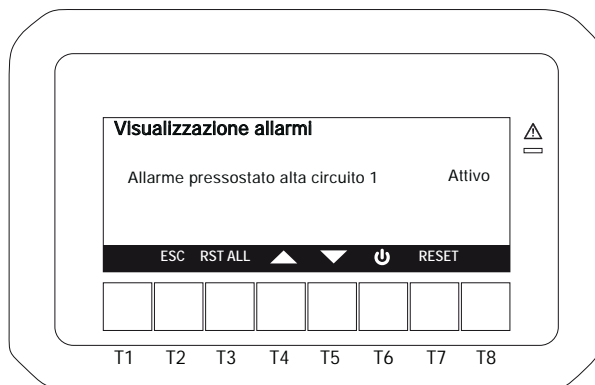 Visualizzazione allarmi
Allarme pressostato alta circuito 1 Attivo
ESC RST ALL RESET
T1 T2 T3 T4 T5 T6 T7 T8